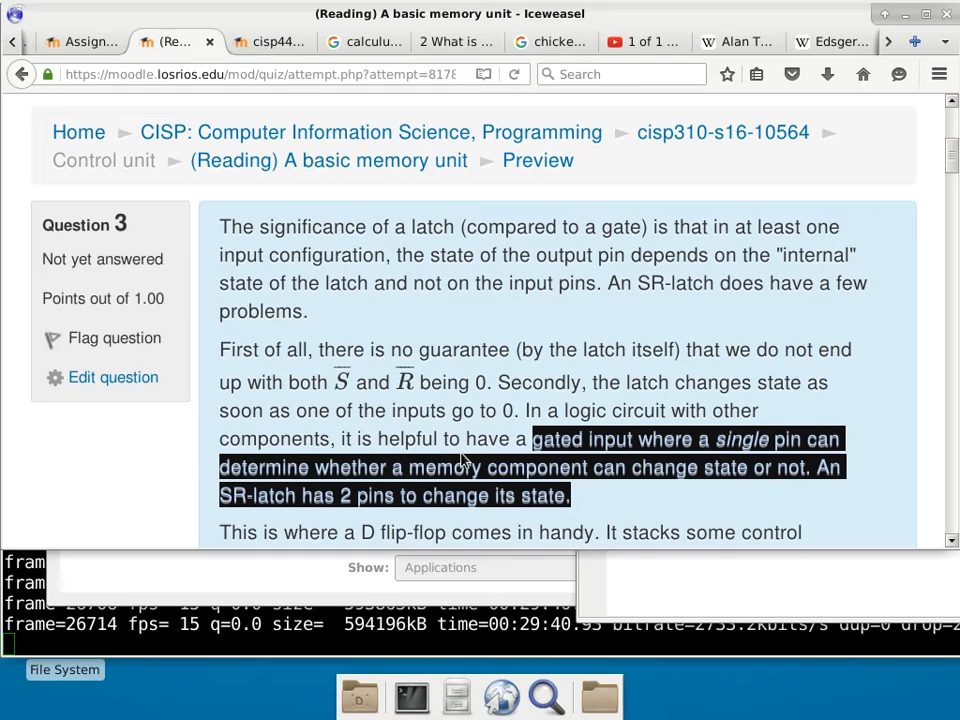 (Reading) A basic memory unit - Iceweasel
Assign...
(Re...
cisp44...
calculu...
2 What is ...
chicke...
1 of 1 ...
Alan T...
Edsger...
https://moodle.losrios.edu/mod/quiz/attempt.php?attempt=8178
Search
Home ► CISP: Computer Information Science, Programming ► cisp310-s16-10564 ►
Control unit ► (Reading) A basic memory unit ► Preview
Question 3
Not yet answered
Points out of 1.00
Flag question
Edit question
The significance of a latch (compared to a gate) is that in at least one
input configuration, the state of the output pin depends on the "internal"
state of the latch and not on the input pins. An SR-latch does have a few
problems.
First of all, there is no guarantee (by the latch itself) that we do not end
up with both S̅ and R̅ being 0. Secondly, the latch changes state as
soon as one of the inputs go to 0. In a logic circuit with other
components, it is helpful to have a gated input where a single pin can
determine whether a memory component can change state or not. An
SR-latch has 2 pins to change its state.
This is where a D flip-flop comes in handy. It stacks some control
Show: Applications
fram
fram
frame=26714 fps= 15 q=0.0 size= 594196kB time=00:29:40.93 bitrate=2733.2kbits/s dup=0 drop=2
File System
D